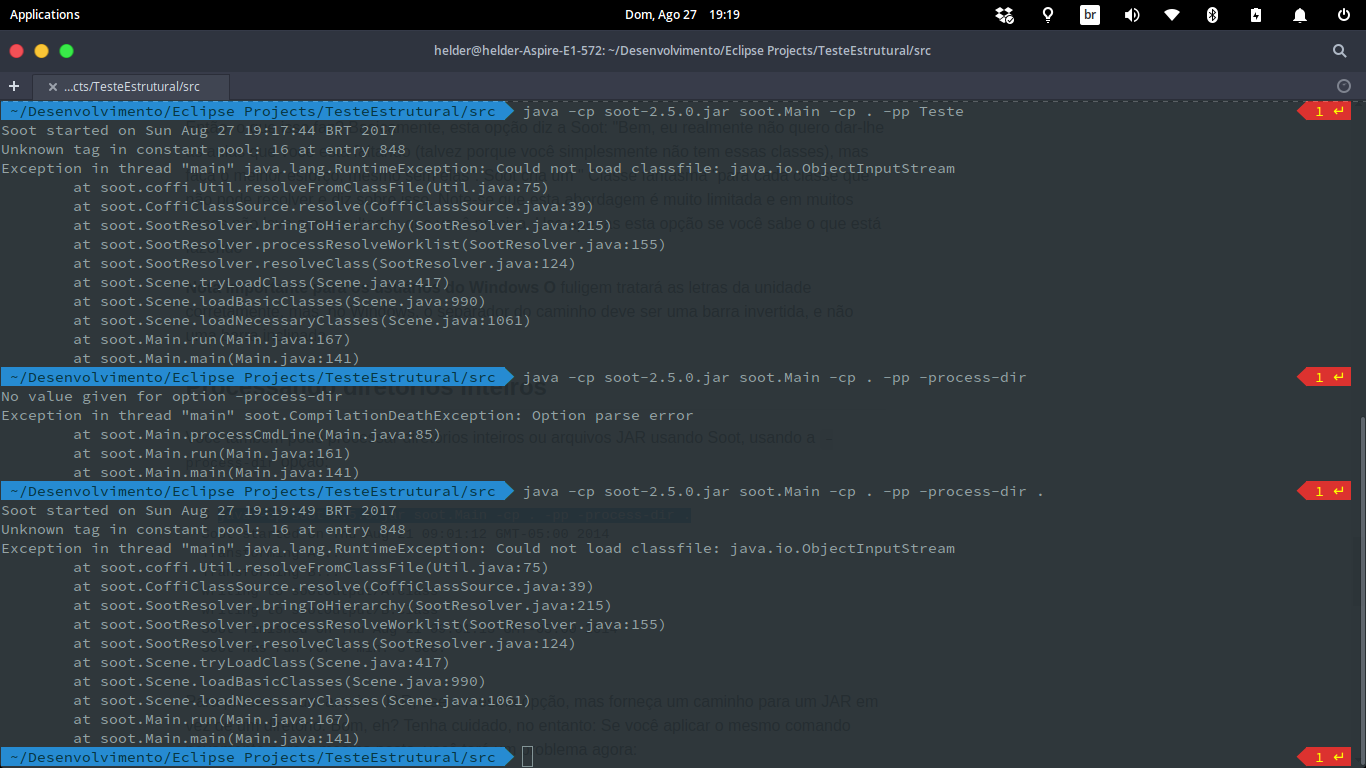 Applications
Dom, Ago 27 19:19
br
helder@helder-Aspire-E1-572: ~/Desenvolvimento/Eclipse Projects/TesteEstrutural/src
+ × ...cts/TesteEstrutural/src
~/Desenvolvimento/Eclipse Projects/TesteEstrutural/src java -cp soot-2.5.0.jar soot.Main -cp . -pp Teste 1 ↵
Soot started on Sun Aug 27 19:17:44 BRT 2017
Unknown tag in constant pool: 16 at entry 848
Exception in thread "main" java.lang.RuntimeException: Could not load classfile: java.io.ObjectInputStream
at soot.coffi.Util.resolveFromClassFile(Util.java:75)
at soot.CoffiClassSource.resolve(CoffiClassSource.java:39)
at soot.SootResolver.bringToHierarchy(SootResolver.java:215)
at soot.SootResolver.processResolveWorklist(SootResolver.java:155)
at soot.SootResolver.resolveClass(SootResolver.java:124)
at soot.Scene.tryLoadClass(Scene.java:417)
at soot.Scene.loadBasicClasses(Scene.java:990)
at soot.Scene.loadNecessaryClasses(Scene.java:1061)
at soot.Main.run(Main.java:167)
at soot.Main.main(Main.java:141)
~/Desenvolvimento/Eclipse Projects/TesteEstrutural/src java -cp soot-2.5.0.jar soot.Main -cp . -pp -process-dir 1 ↵
No value given for option -process-dir
Exception in thread "main" soot.CompilationDeathException: Option parse error
at soot.Main.processCmdLine(Main.java:85)
at soot.Main.run(Main.java:161)
at soot.Main.main(Main.java:141)
~/Desenvolvimento/Eclipse Projects/TesteEstrutural/src java -cp soot-2.5.0.jar soot.Main -cp . -pp -process-dir . 1 ↵
Soot started on Sun Aug 27 19:19:49 BRT 2017
Unknown tag in constant pool: 16 at entry 848
Exception in thread "main" java.lang.RuntimeException: Could not load classfile: java.io.ObjectInputStream
at soot.coffi.Util.resolveFromClassFile(Util.java:75)
at soot.CoffiClassSource.resolve(CoffiClassSource.java:39)
at soot.SootResolver.bringToHierarchy(SootResolver.java:215)
at soot.SootResolver.processResolveWorklist(SootResolver.java:155)
at soot.SootResolver.resolveClass(SootResolver.java:124)
at soot.Scene.tryLoadClass(Scene.java:417)
at soot.Scene.loadBasicClasses(Scene.java:990)
at soot.Scene.loadNecessaryClasses(Scene.java:1061)
at soot.Main.run(Main.java:167)
at soot.Main.main(Main.java:141)
~/Desenvolvimento/Eclipse Projects/TesteEstrutural/src 1 ↵